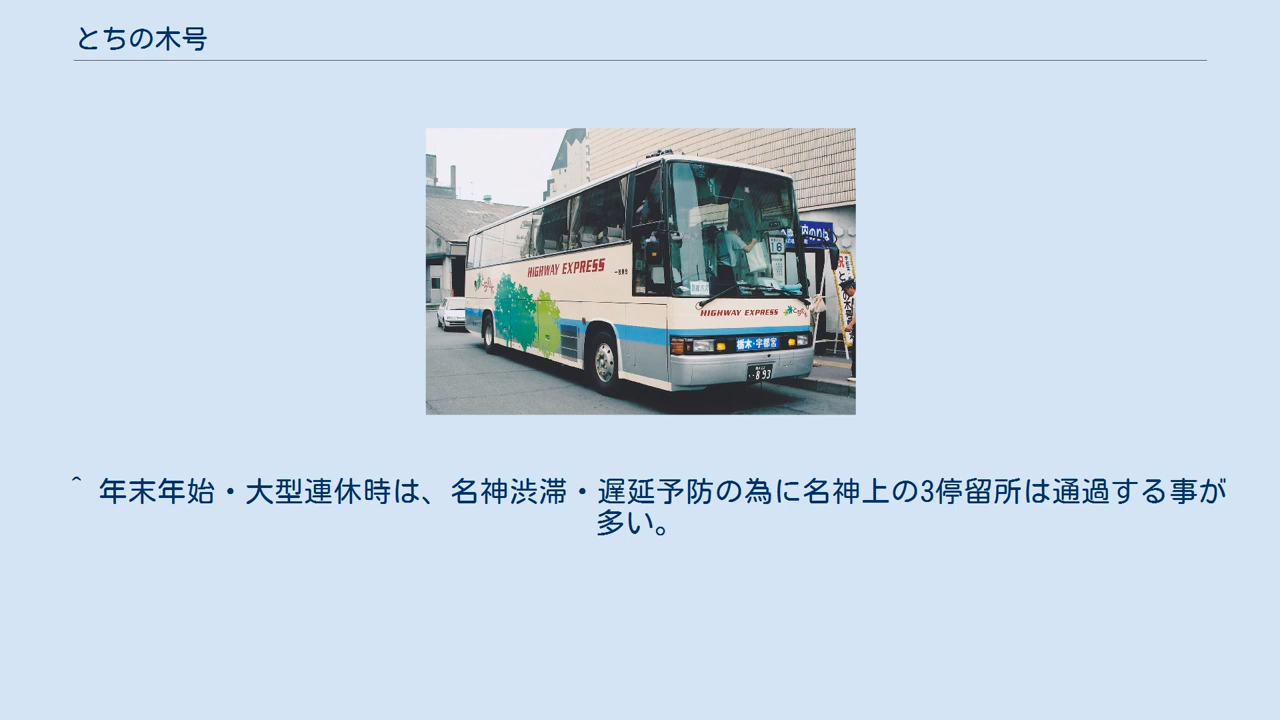 とちの木号
HIGHWAY EXPRESS
16
HIGHWAY EXPRESS
栃木・宇都宮
・・893
^ 年末年始・大型連休時は、名神渋滞・遅延予防の為に名神上の3停留所は通過する事が
多い。